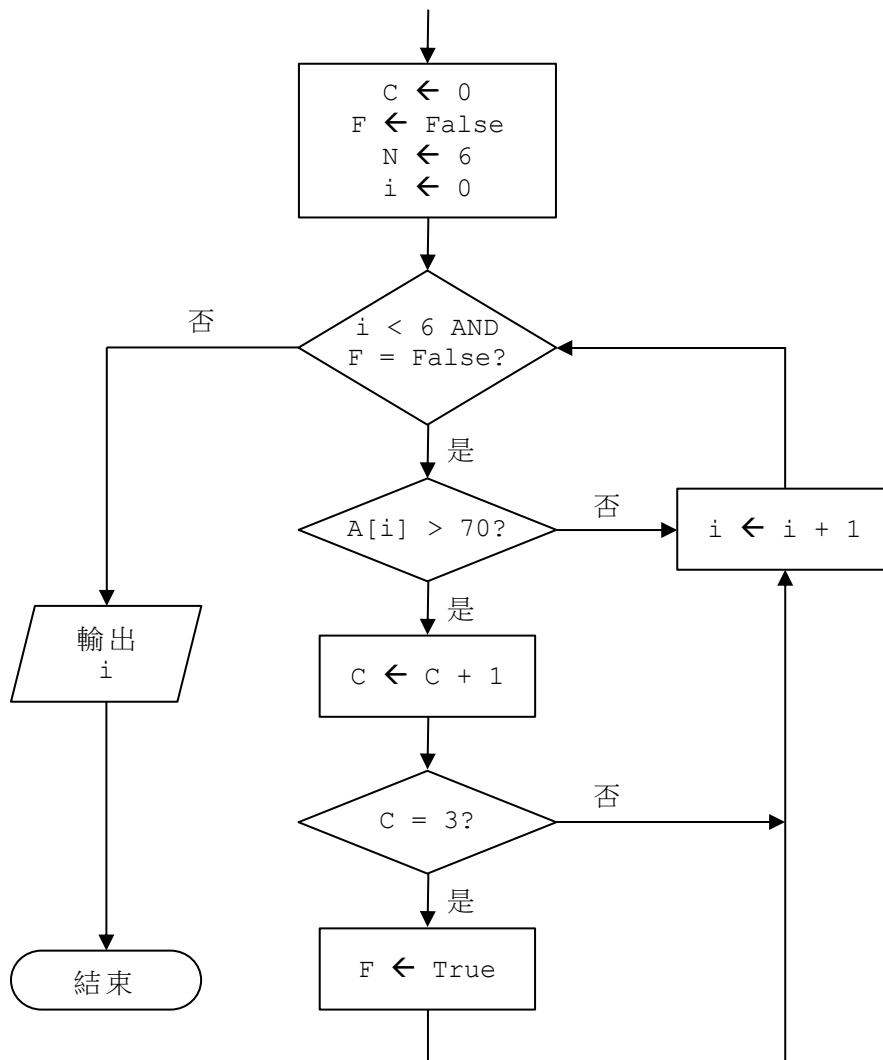 C ← 0
F ← False
N ← 6
i ← 0
i < 6 AND
F = False?
否
是
A[i] > 70?
否
i ← i + 1
是
輸出
i
C ← C + 1
C = 3?
否
是
F ← True
結束